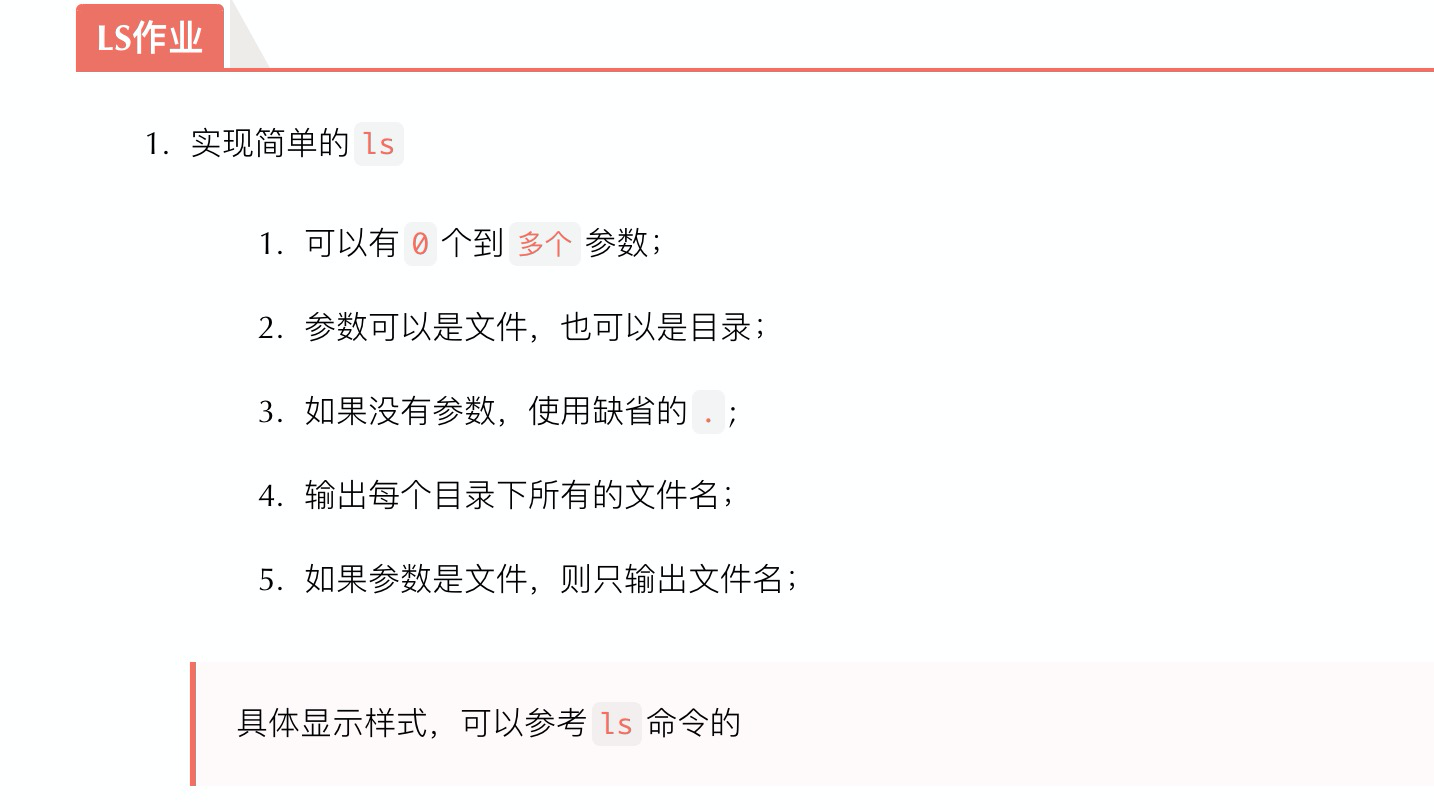 LS作业
1. 实现简单的 ls
1. 可以有 0 个到 多个 参数；
2. 参数可以是文件，也可以是目录；
3. 如果没有参数，使用缺省的 . ；
4. 输出每个目录下所有的文件名；
5. 如果参数是文件，则只输出文件名；
具体显示样式，可以参考 ls 命令的